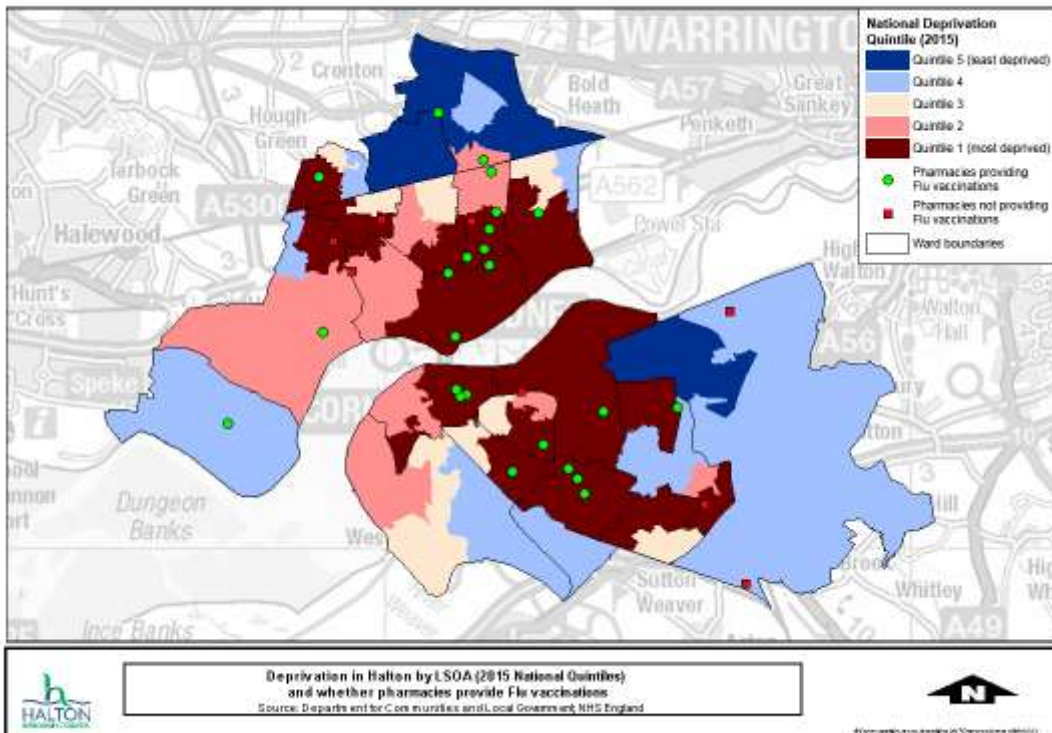 WARRINGTO
Cronton
Bold
Heath
A57
Great
Sankey
Hough
Green
Penketh
Tarbock
Green
A5300
A562
Power Sta
Halewood
Hunt's
Cross
Speke
Walton
Hall
A56
Dungeon
Banks
Sutton
Weaver
Whitley
Ince Banks
A49
National Deprivation
Quintile (2015)
Quintile 5 (least deprived)
Quintile 4
Quintile 3
Quintile 2
Quintile 1 (most deprived)
Pharmacies providing
Flu vaccinations
Pharmacies not providing
Flu vaccinations
Ward boundaries
HALTON
Deprivation in Halton by LSOA (2015 National Quintiles)
and whether pharmacies provide Flu vaccinations
Source: Department for Communities and Local Government, NHS England
N